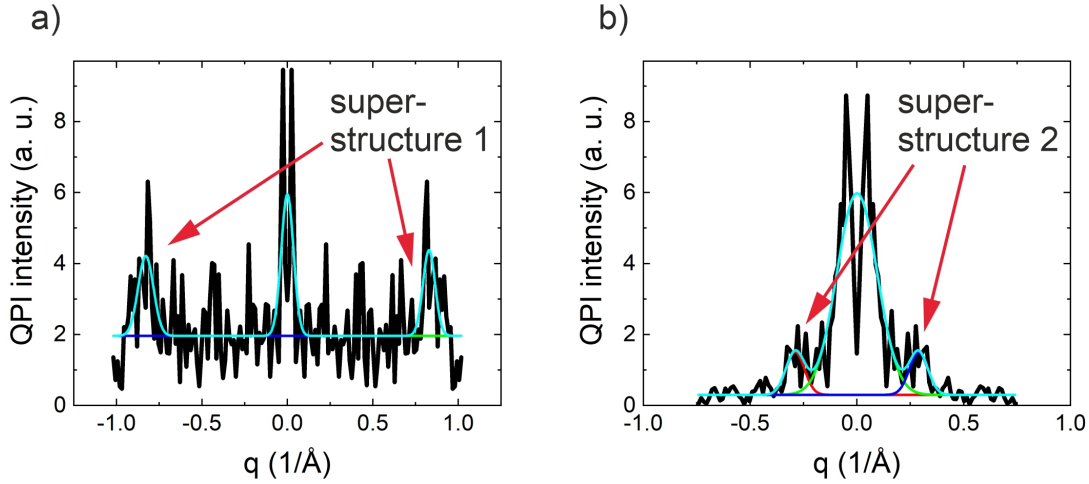 a)
super-
structure 1
QPI intensity (a. u.)
8
6
4
2
0
-1.0 -0.5 0.0 0.5 1.0
q (1/Å)
b)
super-
structure 2
QPI intensity (a. u.)
8
6
4
2
0
-1.0 -0.5 0.0 0.5 1.0
q (1/Å)